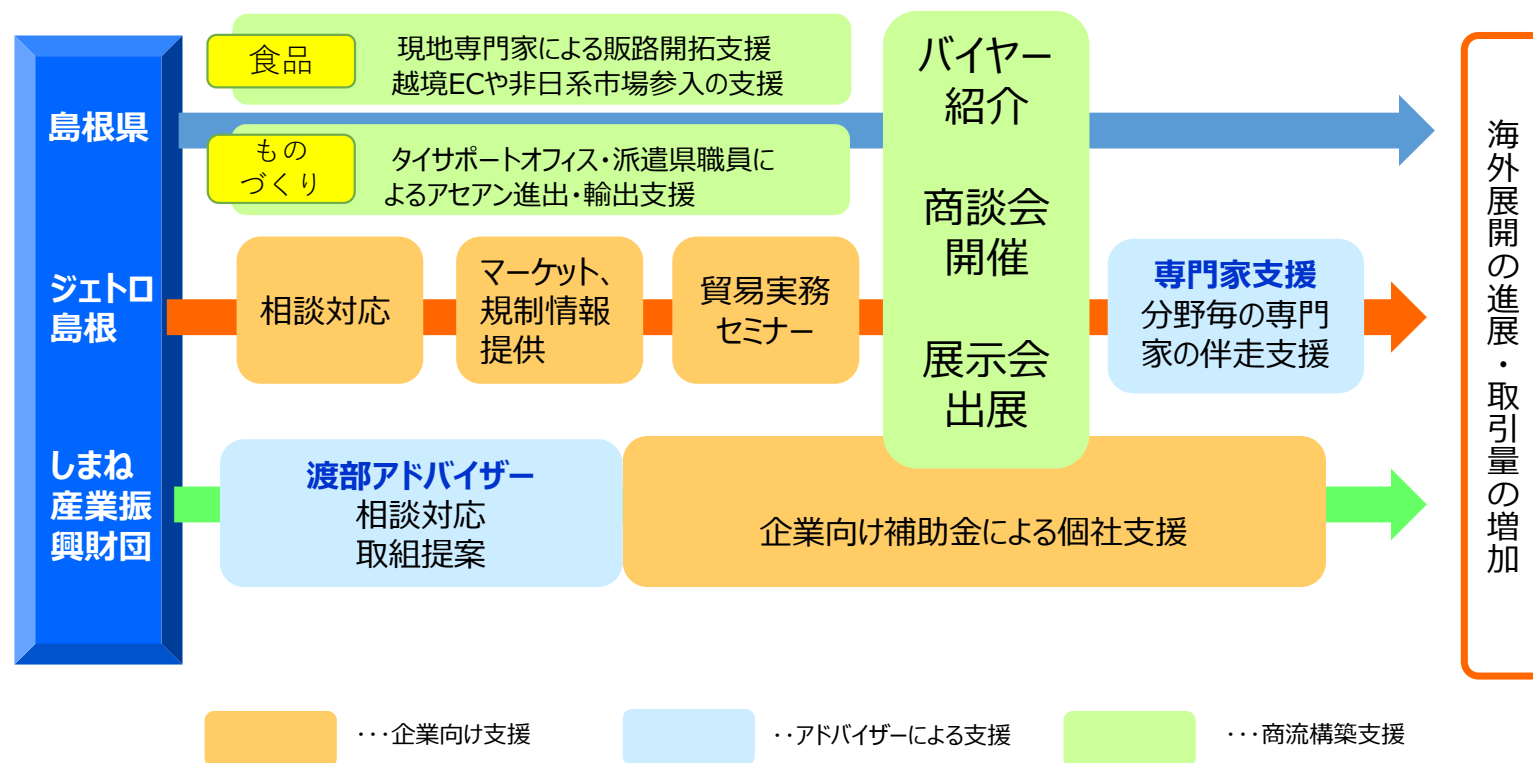 島根県
食品
現地専門家による販路開拓支援
越境ECや非日系市場参入の支援
もの
づくり
タイサポートオフィス・派遣県職員に
よるアセアン進出・輸出支援
ジェトロ
島根
相談対応
マーケット、
規制情報
提供
貿易実務
セミナー
バイヤー
紹介
商談会
開催
展示会
出展
専門家支援
分野毎の専門
家の伴走支援
しまね
産業振
興財団
渡部アドバイザー
相談対応
取組提案
企業向け補助金による個社支援
海外展開の進展・取引量の増加
･･･企業向け支援
･･アドバイザーによる支援
･･･商流構築支援